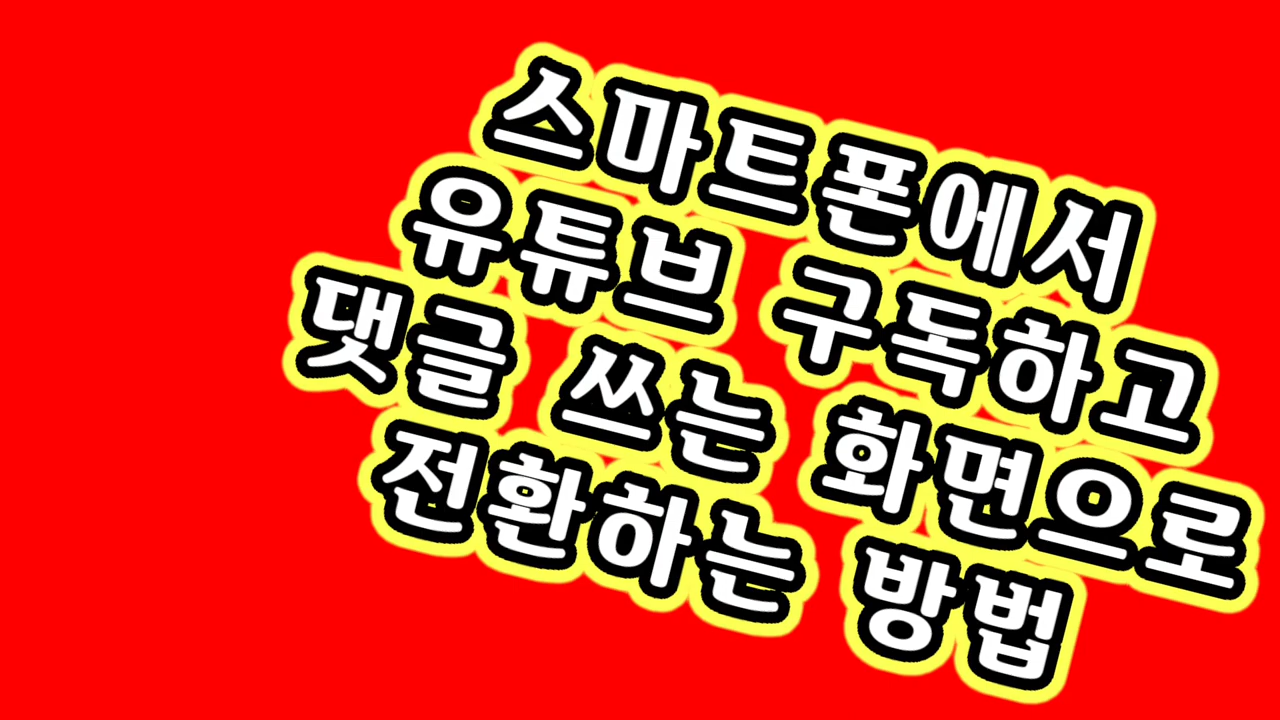 스마트폰에서
유튜브 구독하고
댓글 쓰는 화면으로
전환하는 방법